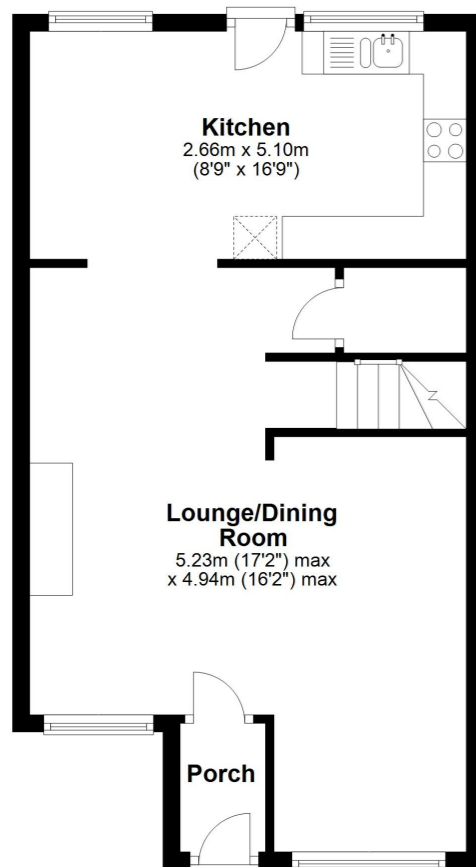 Kitchen
2.66m x 5.10m
(8'9" x 16'9")
Lounge/Dining
Room
5.23m (17'2") max
x 4.94m (16'2") max
Porch